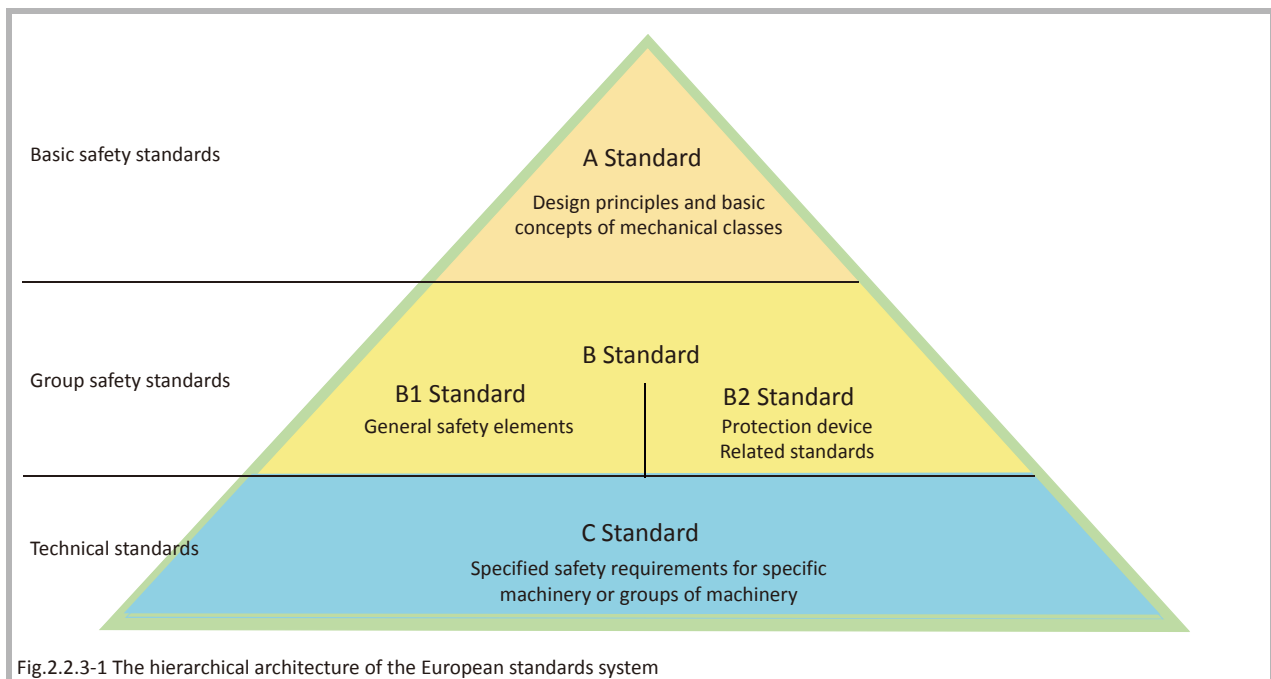 Basic safety standards
A Standard
Design principles and basic
concepts of mechanical classes
Group safety standards
B Standard
B1 Standard
General safety elements
B2 Standard
Protection device
Related standards
Technical standards
C Standard
Specified safety requirements for specific
machinery or groups of machinery
Fig.2.2.3-1 The hierarchical architecture of the European standards system